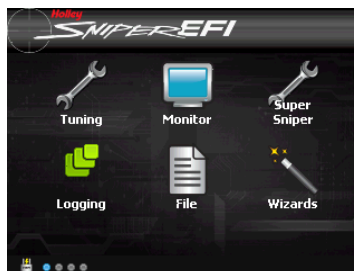 Holley
SNIPER EFI
Tuning
Monitor
Super
Sniper
Logging
File
Wizards